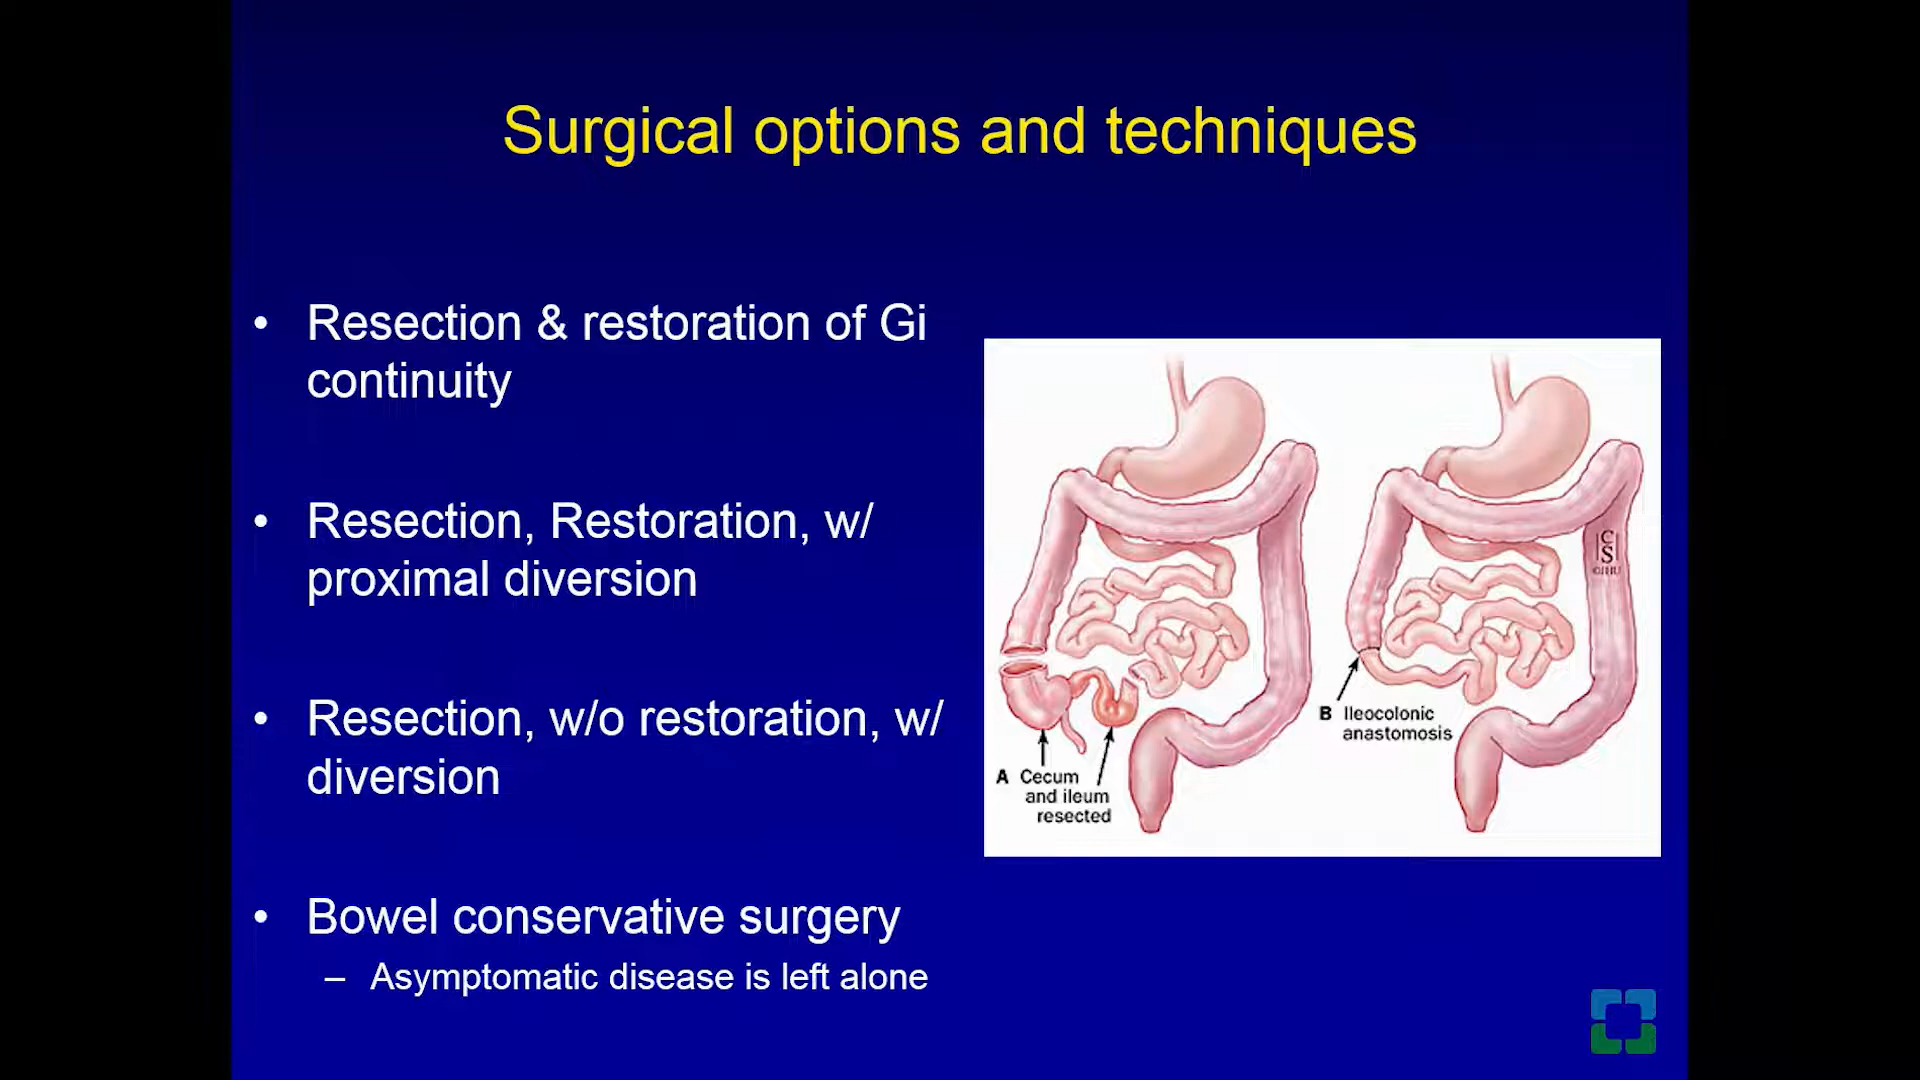 Surgical options and techniques
• Resection & restoration of Gi
continuity
• Resection, Restoration, w/
proximal diversion
• Resection, w/o restoration, w/
diversion
• Bowel conservative surgery
– Asymptomatic disease is left alone
A Cecum
and ileum
resected
B Ileocolonic
anastomosis
C
S
©JHU